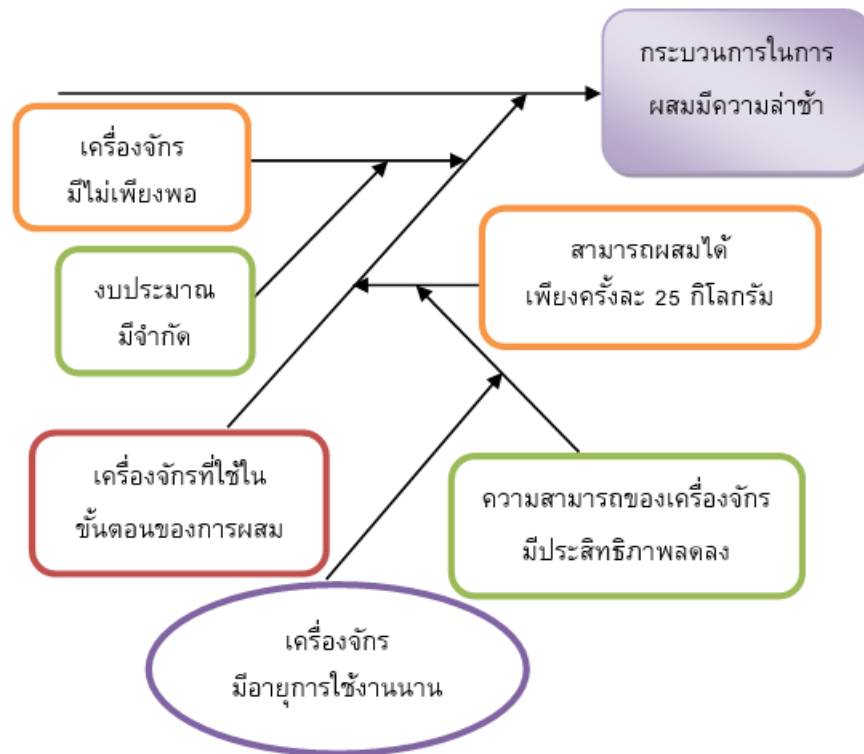 กระบวนการในการ
ผสมมีความล่าช้า
เครื่องจักร
มีไม่เพียงพอ
สามารถผสมได้
เพียงครั้งละ 25 กิโลกรัม
งบประมาณ
มีจำกัด
เครื่องจักรที่ใช้ใน
ขั้นตอนของการผสม
ความสามารถของเครื่องจักร
มีประสิทธิภาพลดลง
เครื่องจักร
มีอายุการใช้งานนาน